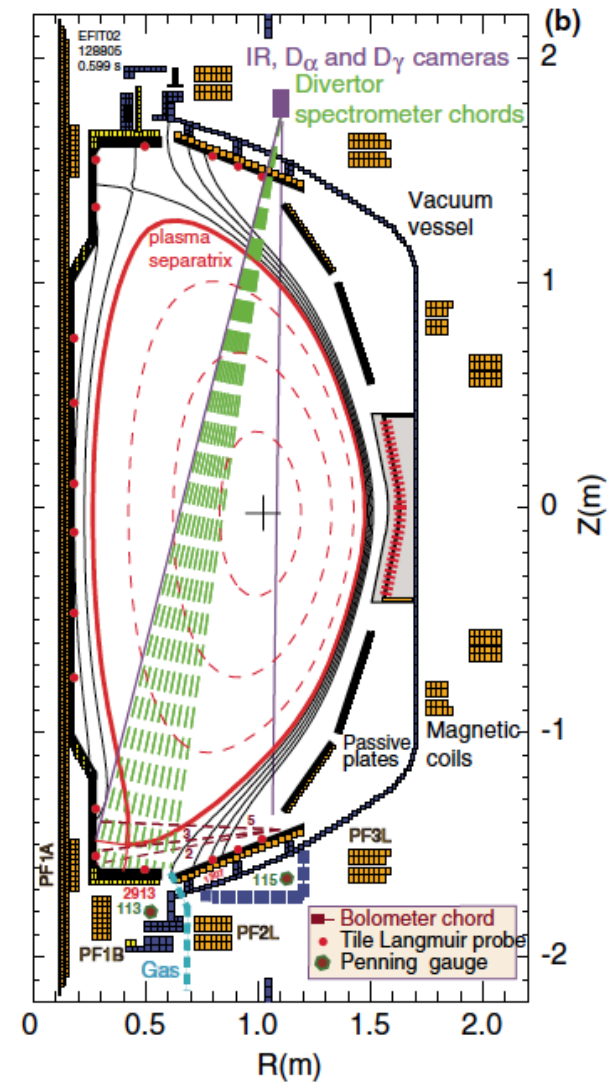 (b)
EFIT02
128805
0.599 s
IR, Dα and Dγ cameras
Divertor
spectrometer chords
Vacuum
vessel
plasma
separatrix
2
1
0
-1
-2
Z(m)
Passive
plates
Magnetic
coils
5
3
2
PF1A
2913
113
1307
115
PF3L
PF1B
PF2L
Gas
Bolometer chord
Tile Langmuir probe
Penning gauge
0
0.5
1.0
1.5
2.0
R(m)